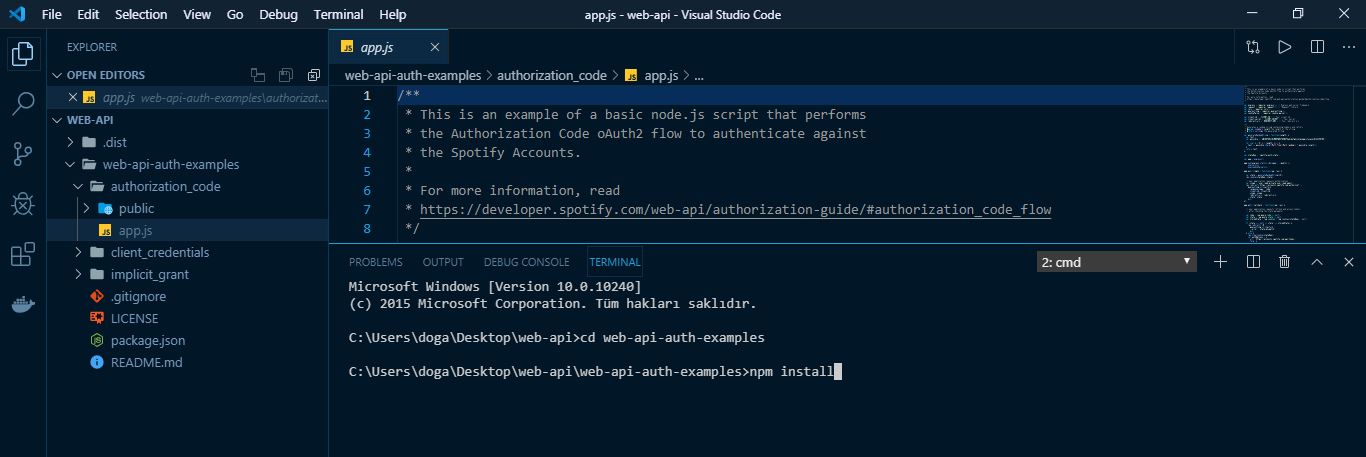 File Edit Selection View Go Debug Terminal Help app.js - web-api - Visual Studio Code
EXPLORER
OPEN EDITORS
JS app.js web-api-auth-examples\authorizat...
WEB-API
.dist
web-api-auth-examples
authorization_code
public
JS app.js
client_credentials
implicit_grant
.gitignore
LICENSE
package.json
README.md
JS app.js
web-api-auth-examples > authorization_code > JS app.js > ...
1 /**
2 * This is an example of a basic node.js script that performs
3 * the Authorization Code oAuth2 flow to authenticate against
4 * the Spotify Accounts.
5 *
6 * For more information, read
7 * https://developer.spotify.com/web-api/authorization-guide/#authorization_code_flow
8 */
PROBLEMS OUTPUT DEBUG CONSOLE TERMINAL 2: cmd
Microsoft Windows [Version 10.0.10240]
(c) 2015 Microsoft Corporation. Tüm hakları saklıdır.
C:\Users\doga\Desktop\web-api>cd web-api-auth-examples
C:\Users\doga\Desktop\web-api\web-api-auth-examples>npm install